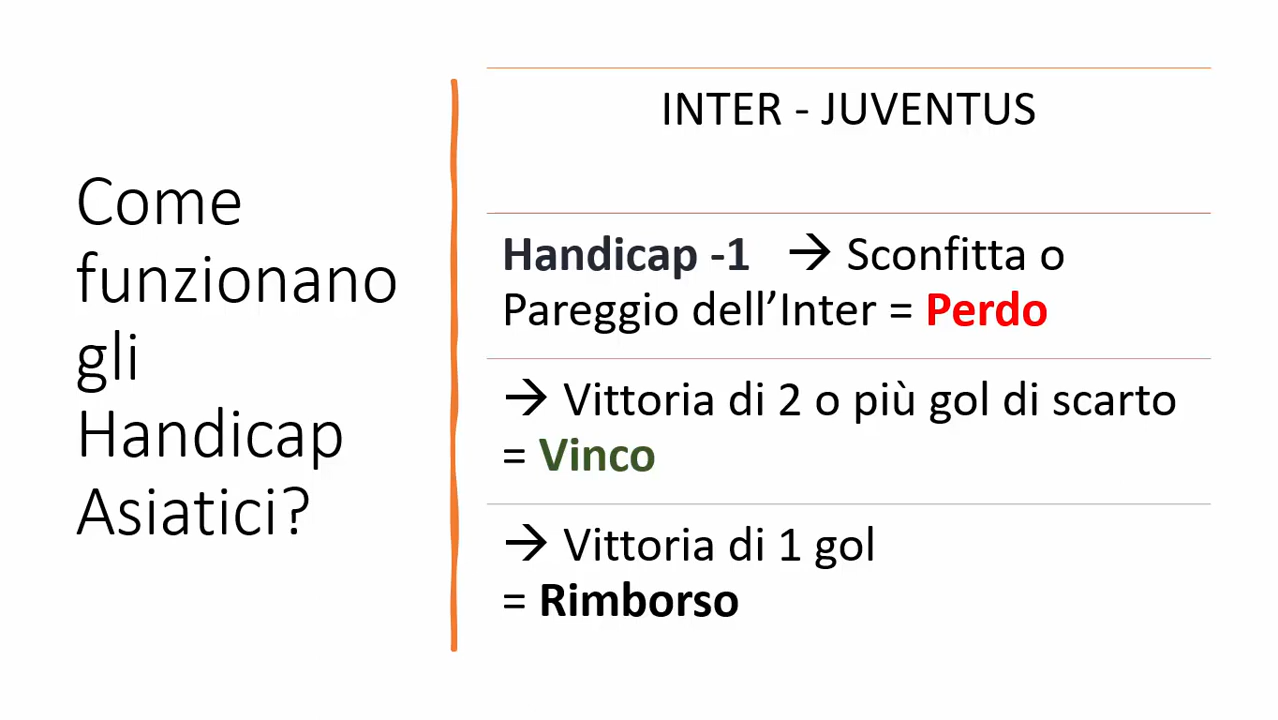 Come
funzionano
gli
Handicap
Asiatici?
INTER - JUVENTUS
Handicap -1 → Sconfitta o
Pareggio dell’Inter = Perdo
→ Vittoria di 2 o più gol di scarto
= Vinco
→ Vittoria di 1 gol
= Rimborso